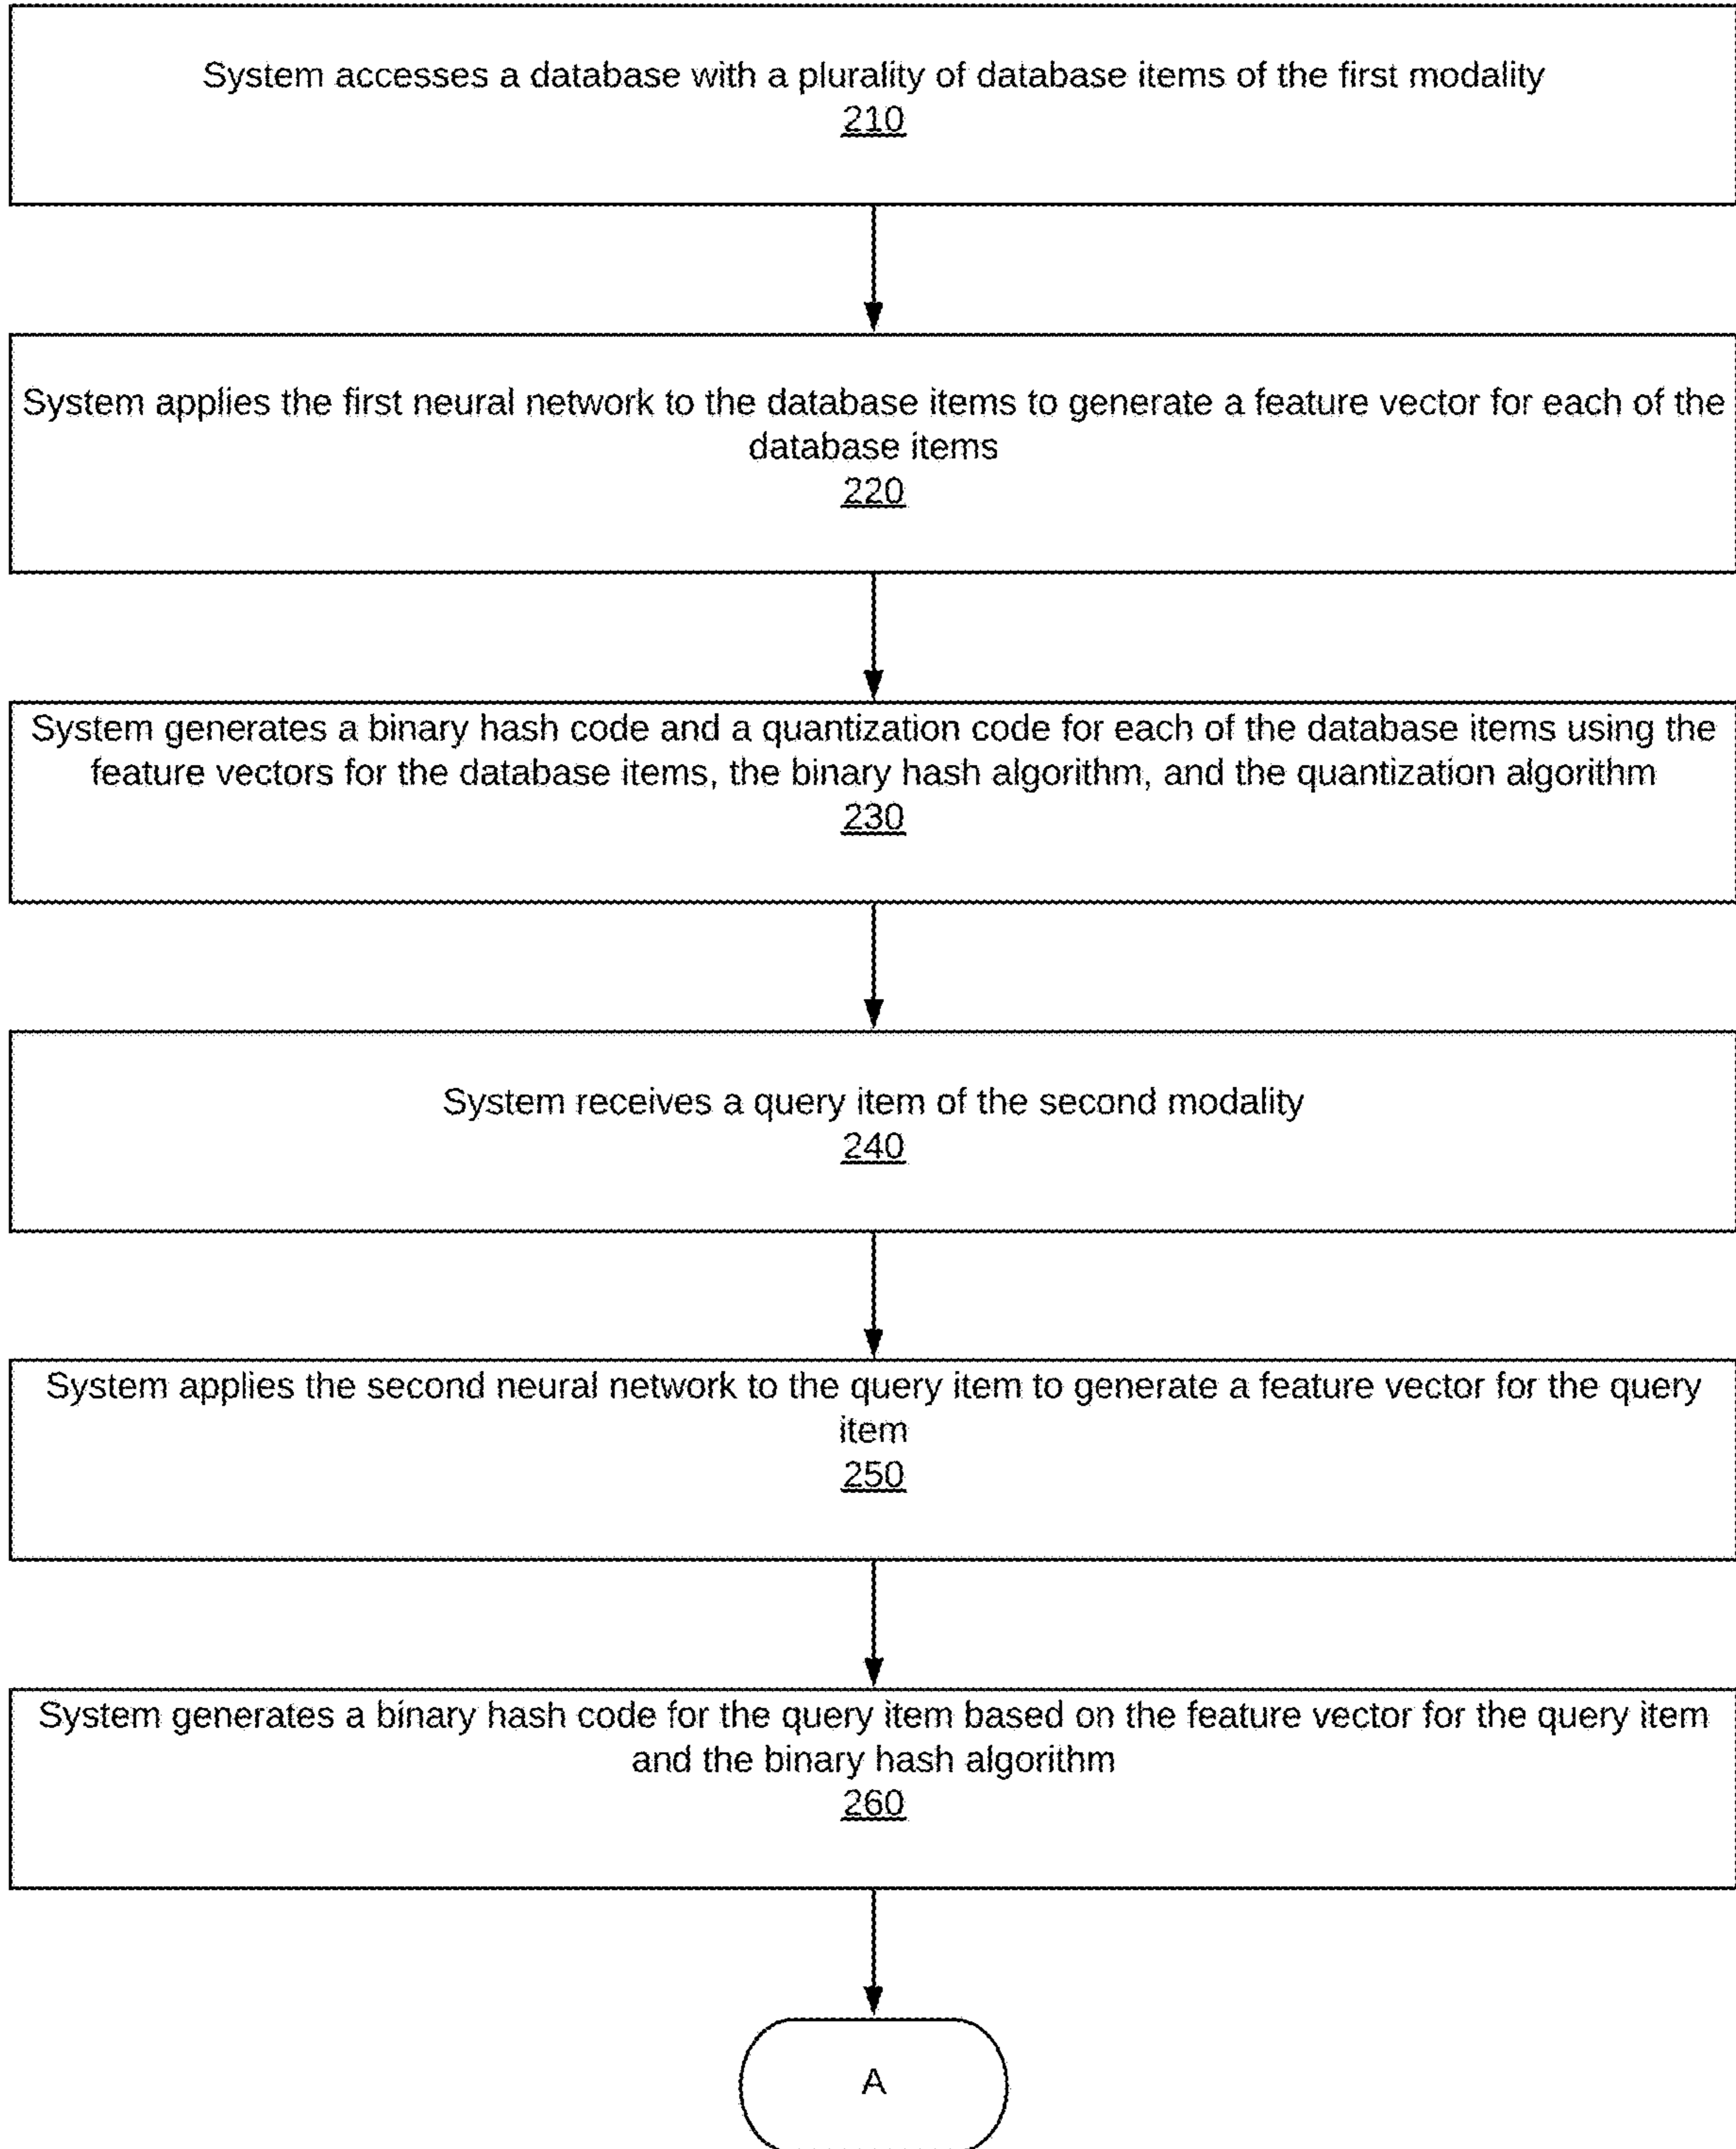 System accesses a database with a plurality of database items of the first modality
210
System applies the first neural network to the database items to generate a feature vector for each of the
database items
220
System generates a binary hash code and a quantization code for each of the database items using the
feature vectors for the database items, the binary hash algorithm, and the quantization algorithm
230
System receives a query item of the second modality
240
System applies the second neural network to the query item to generate a feature vector for the query
item
250
System generates a binary hash code for the query item based on the feature vector for the query item
and the binary hash algorithm
260
A